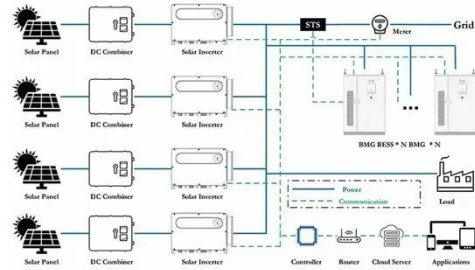 STS
Meter
Grid
Solar Panel
DC Combiner
Solar Inverter
Solar Panel
DC Combiner
Solar Inverter
BMG BESS * N BMG * N
Solar Panel
DC Combiner
Solar Inverter
Power
Communication
Load
Solar Panel
DC Combiner
Solar Inverter
Controller
Router
Cloud Server
Applications